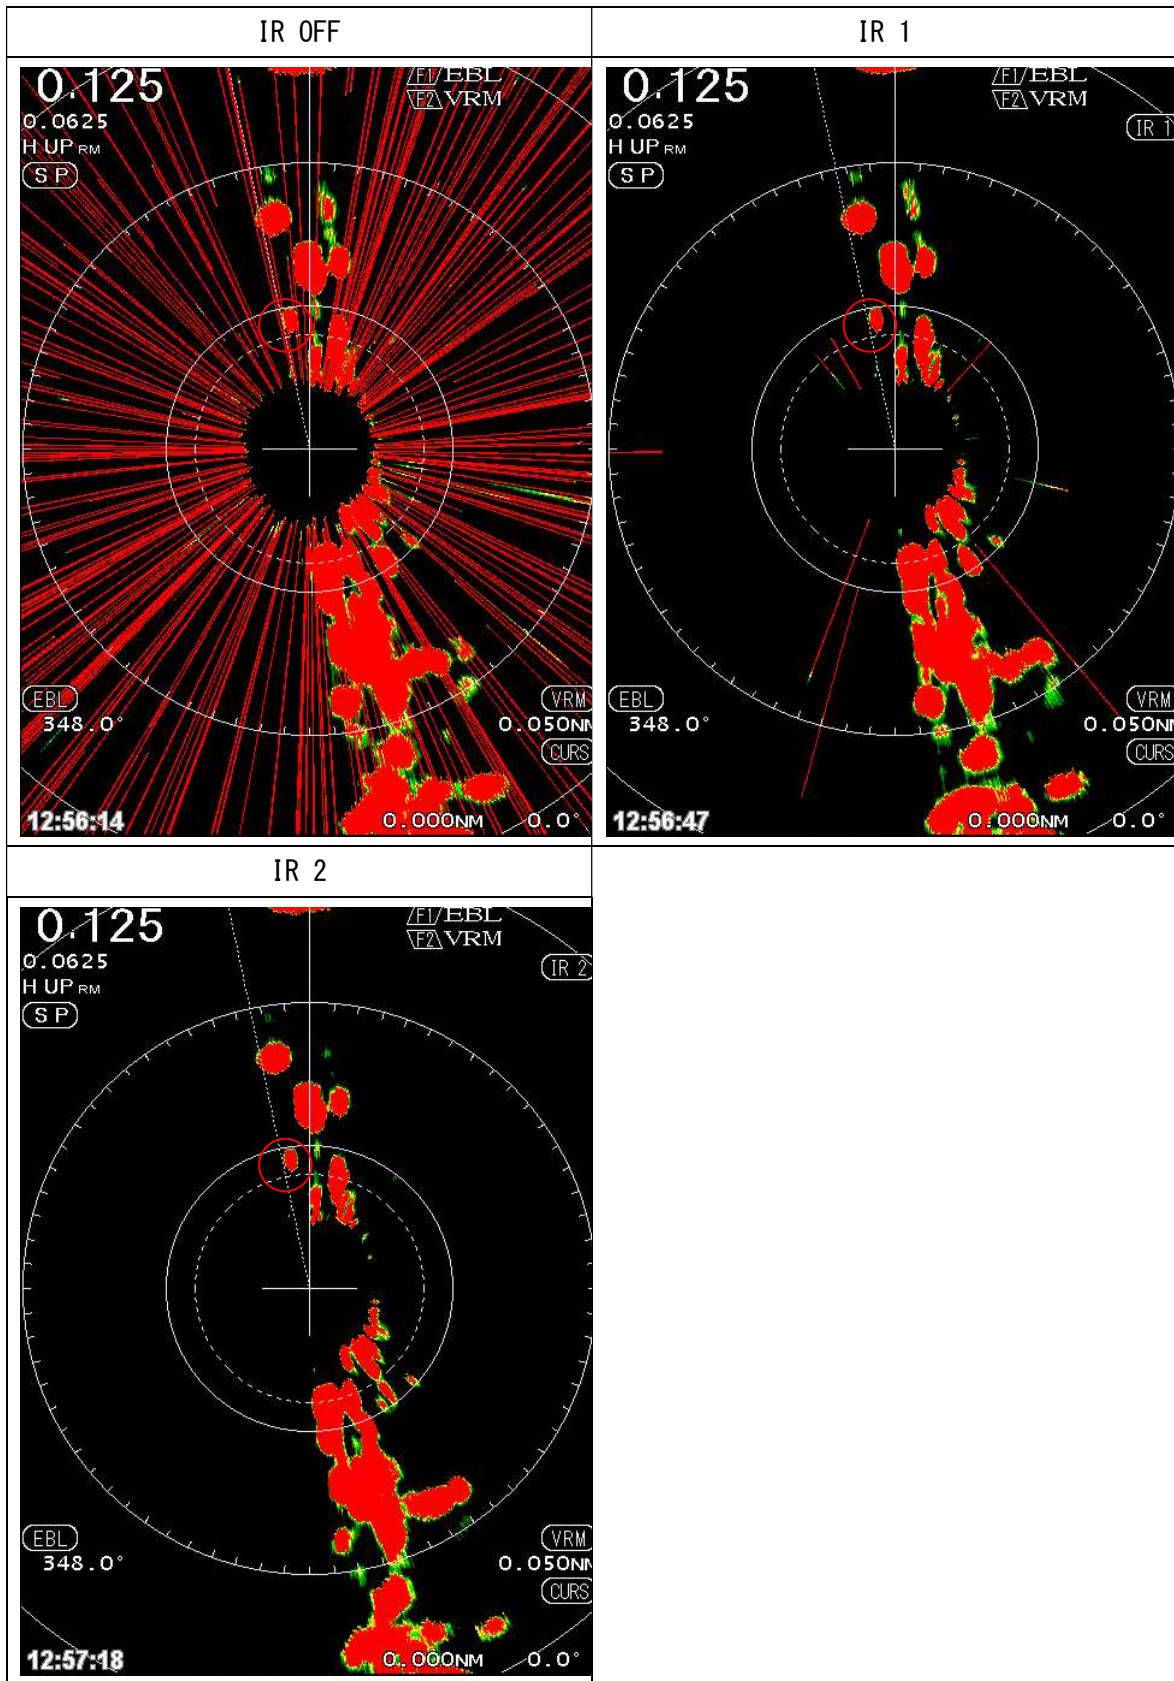 IR OFF
0.125
F1 EBL
F2 VRM
0.0625
H UP RM
S P
EBL
348.0°
VRM
0.050NM
CURS
12:56:14
0.000NM
0.0°
IR 1
0.125
F1 EBL
F2 VRM
0.0625
IR 1
H UP RM
S P
EBL
348.0°
VRM
0.050NM
CURS
12:56:47
0.000NM
0.0°
IR 2
0.125
F1 EBL
F2 VRM
0.0625
IR 2
H UP RM
S P
EBL
348.0°
VRM
0.050NM
CURS
12:57:18
0.000NM
0.0°